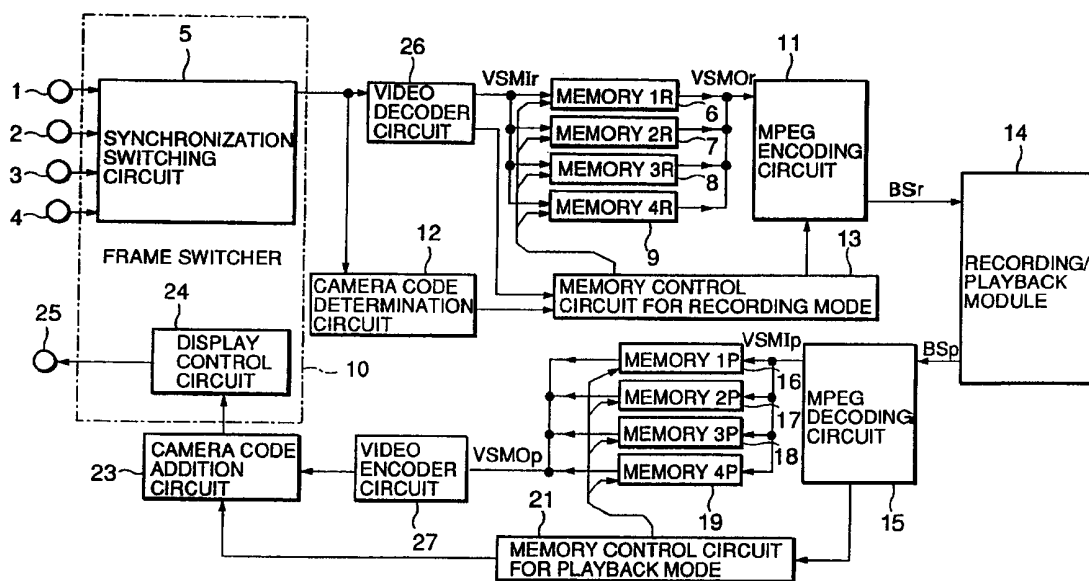 5
26
11
14
1
2
3
4
SYNCHRONIZATION
SWITCHING
CIRCUIT
VIDEO
DECODER
CIRCUIT
VSMIr
MEMORY 1R
6
MEMORY 2R
7
MEMORY 3R
8
MEMORY 4R
9
VSMOr
MPEG
ENCODING
CIRCUIT
BSr
RECORDING/
PLAYBACK
MODULE
FRAME SWITCHER
12
CAMERA CODE
DETERMINATION
CIRCUIT
13
MEMORY CONTROL
CIRCUIT FOR RECORDING MODE
24
25
DISPLAY
CONTROL
CIRCUIT
10
VSMIp
BSp
MEMORY 1P
16
MEMORY 2P
17
MEMORY 3P
18
MEMORY 4P
19
MPEG
DECODING
CIRCUIT
15
CAMERA CODE
ADDITION
CIRCUIT
23
VIDEO
ENCODER
CIRCUIT
27
VSMOp
21
MEMORY CONTROL CIRCUIT
FOR PLAYBACK MODE